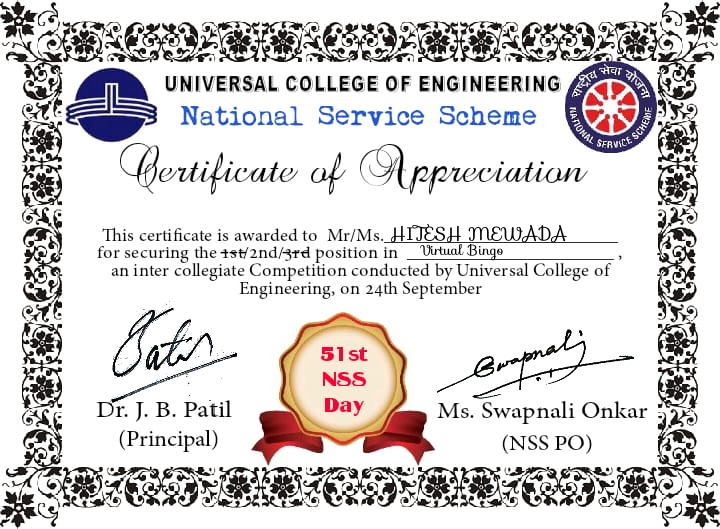 UNIVERSAL COLLEGE OF ENGINEERING
National Service Scheme
राष्ट्रीय सेवा योजना
NATIONAL SERVICE SCHEME
Certificate of Appreciation
This certificate is awarded to Mr/Ms. HITESH MEWADA
for securing the 1st/2nd/3rd position in Virtual Bingo ,
an inter collegiate Competition conducted by Universal College of
Engineering, on 24th September
Patil
Swapnali
51st
NSS
Day
Dr. J. B. Patil
(Principal)
Ms. Swapnali Onkar
(NSS PO)